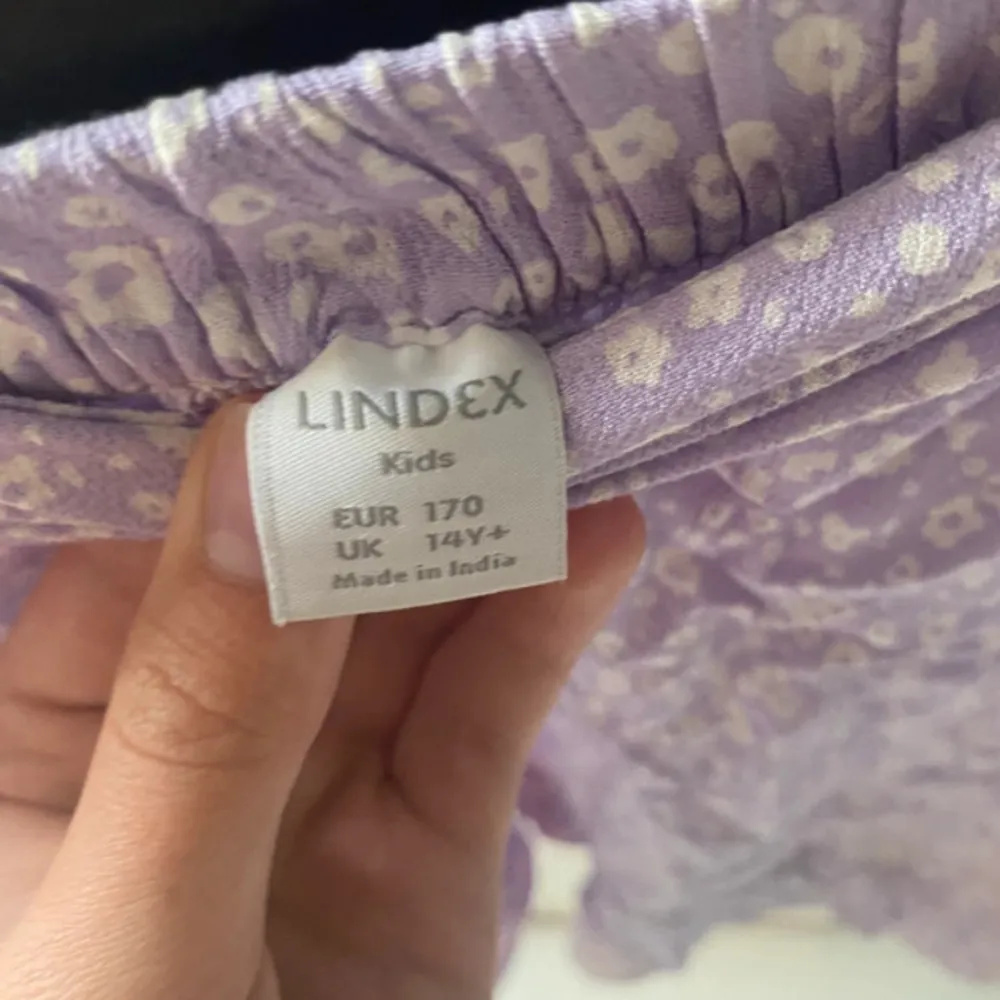 LINDEX
Kids
EUR 170
UK 14Y+
Made in India